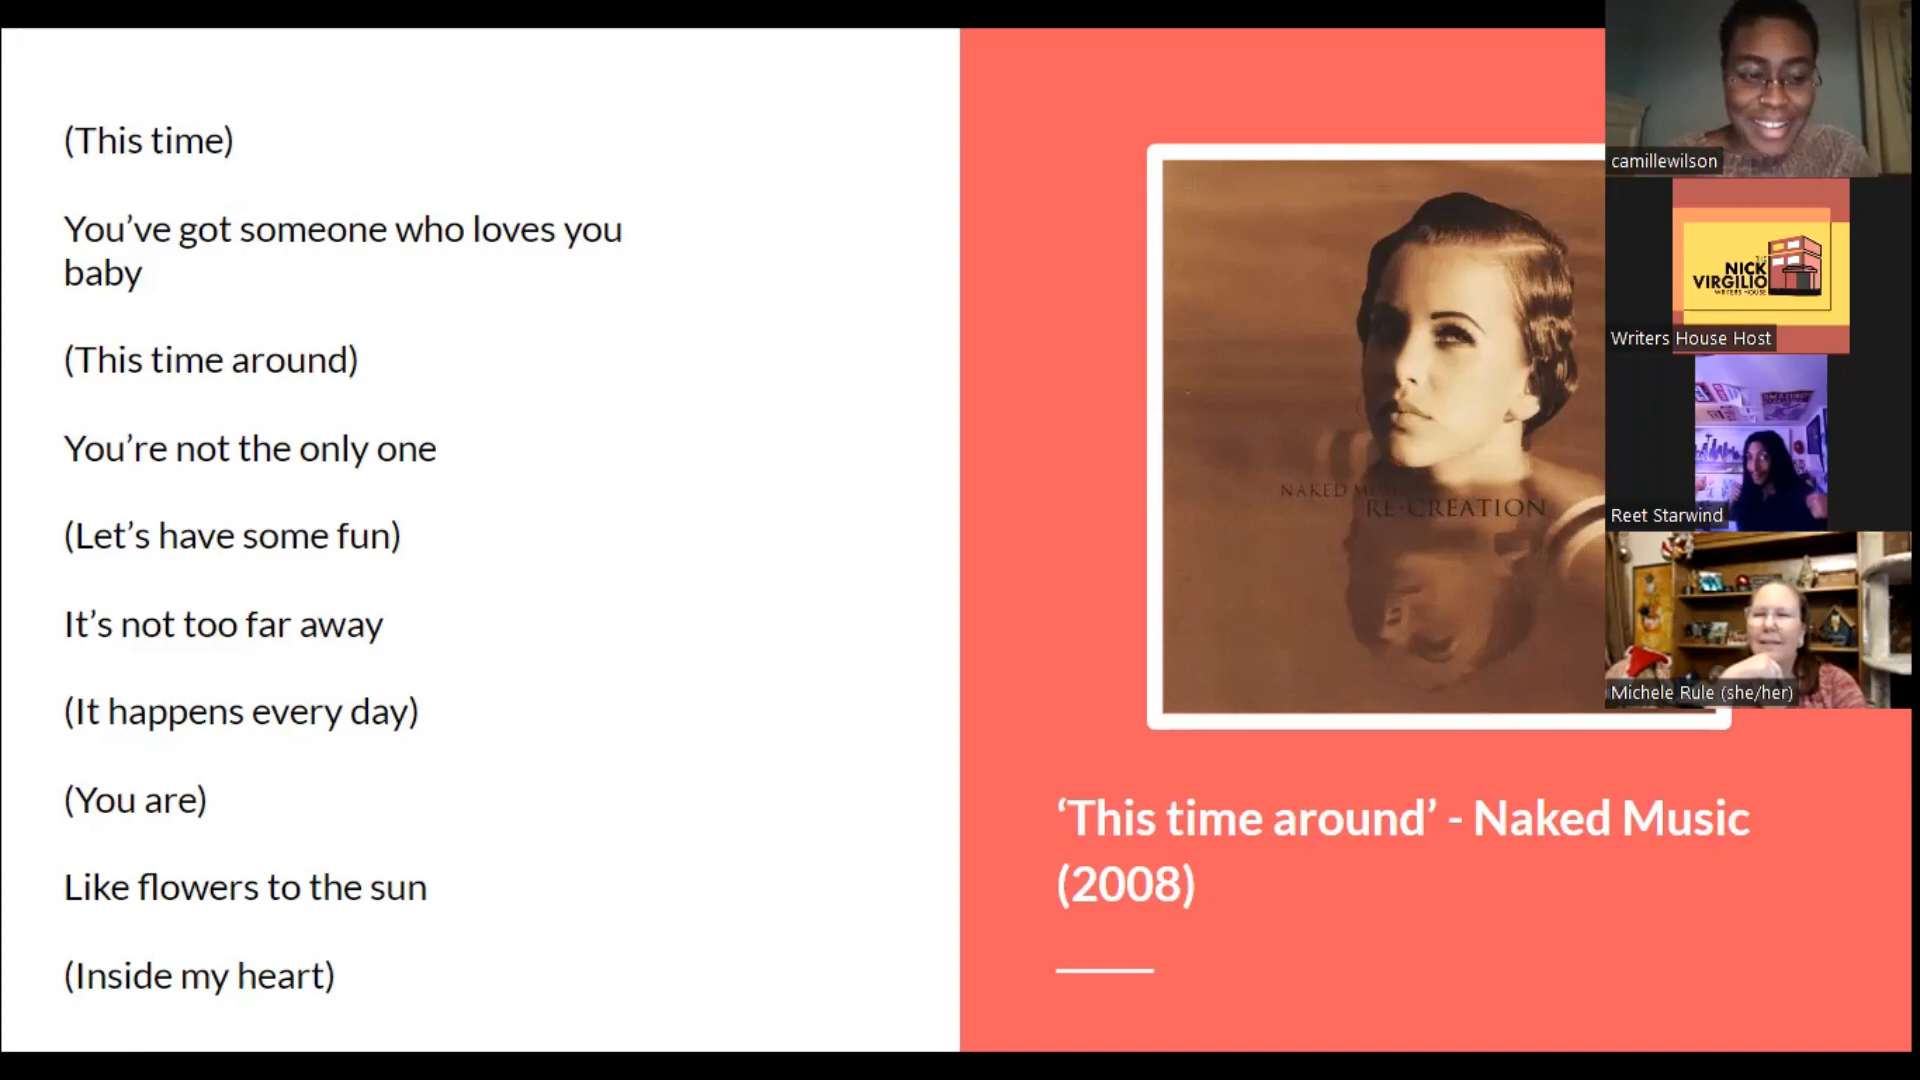 (This time)
You’ve got someone who loves you
baby
(This time around)
You’re not the only one
(Let’s have some fun)
It’s not too far away
(It happens every day)
(You are)
Like flowers to the sun
(Inside my heart)
NAKED
RE·CREATION
‘This time around’ - Naked Music
(2008)
camillewilson
NICK
VIRGILIO
WRITERS HOUSE
Writers House Host
Reet Starwind
Michele Rule (she/her)